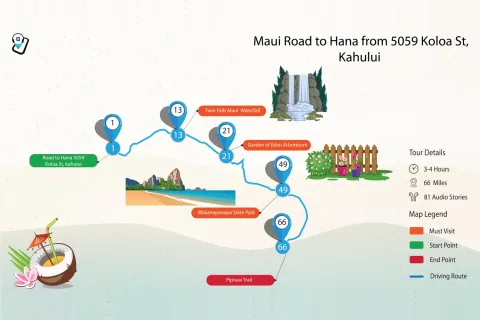 Maui Road to Hana from 5059 Koloa St,
Kahului
1
13
21
49
66
1
13
21
49
66
Twin Falls Maui Waterfall
Garden of Eden Arboretum
Road to Hana 5059
Koloa St, kahului
Waianapanapa State Park
Pipiwai Trail
Tour Details
3-4 Hours
66 Miles
81 Audio Stories
Map Legend
Must Visit
Start Point
End Point
Driving Route